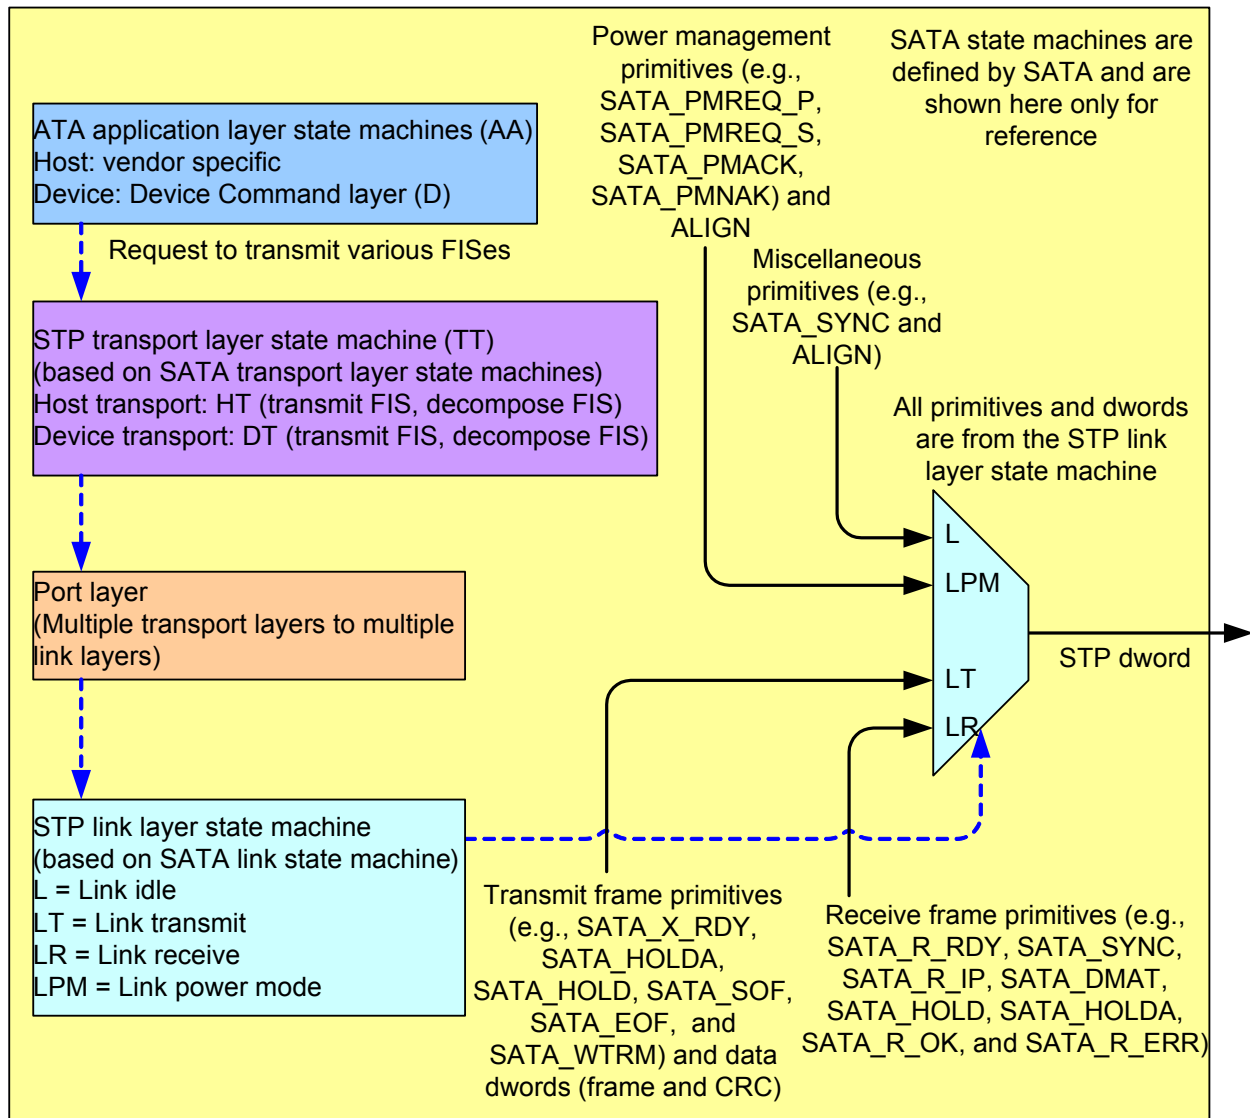 Power management
primitives (e.g.,
SATA_PMREQ_P,
SATA_PMREQ_S,
SATA_PMACK,
SATA_PMNAK) and
ALIGN
SATA state machines are
defined by SATA and are
shown here only for
reference
ATA application layer state machines (AA)
Host: vendor specific
Device: Device Command layer (D)
Request to transmit various FISes
Miscellaneous
primitives (e.g.,
SATA_SYNC and
ALIGN)
STP transport layer state machine (TT)
(based on SATA transport layer state machines)
Host transport: HT (transmit FIS, decompose FIS)
Device transport: DT (transmit FIS, decompose FIS)
All primitives and dwords
are from the STP link
layer state machine
L
LPM
LT
LR
STP dword
Port layer
(Multiple transport layers to multiple
link layers)
STP link layer state machine
(based on SATA link state machine)
L = Link idle
LT = Link transmit
LR = Link receive
LPM = Link power mode
Transmit frame primitives
(e.g., SATA_X_RDY,
SATA_HOLDA,
SATA_HOLD, SATA_SOF,
SATA_EOF, and
SATA_WTRM) and data
dwords (frame and CRC)
Receive frame primitives (e.g.,
SATA_R_RDY, SATA_SYNC,
SATA_R_IP, SATA_DMAT,
SATA_HOLD, SATA_HOLDA,
SATA_R_OK, and SATA_R_ERR)